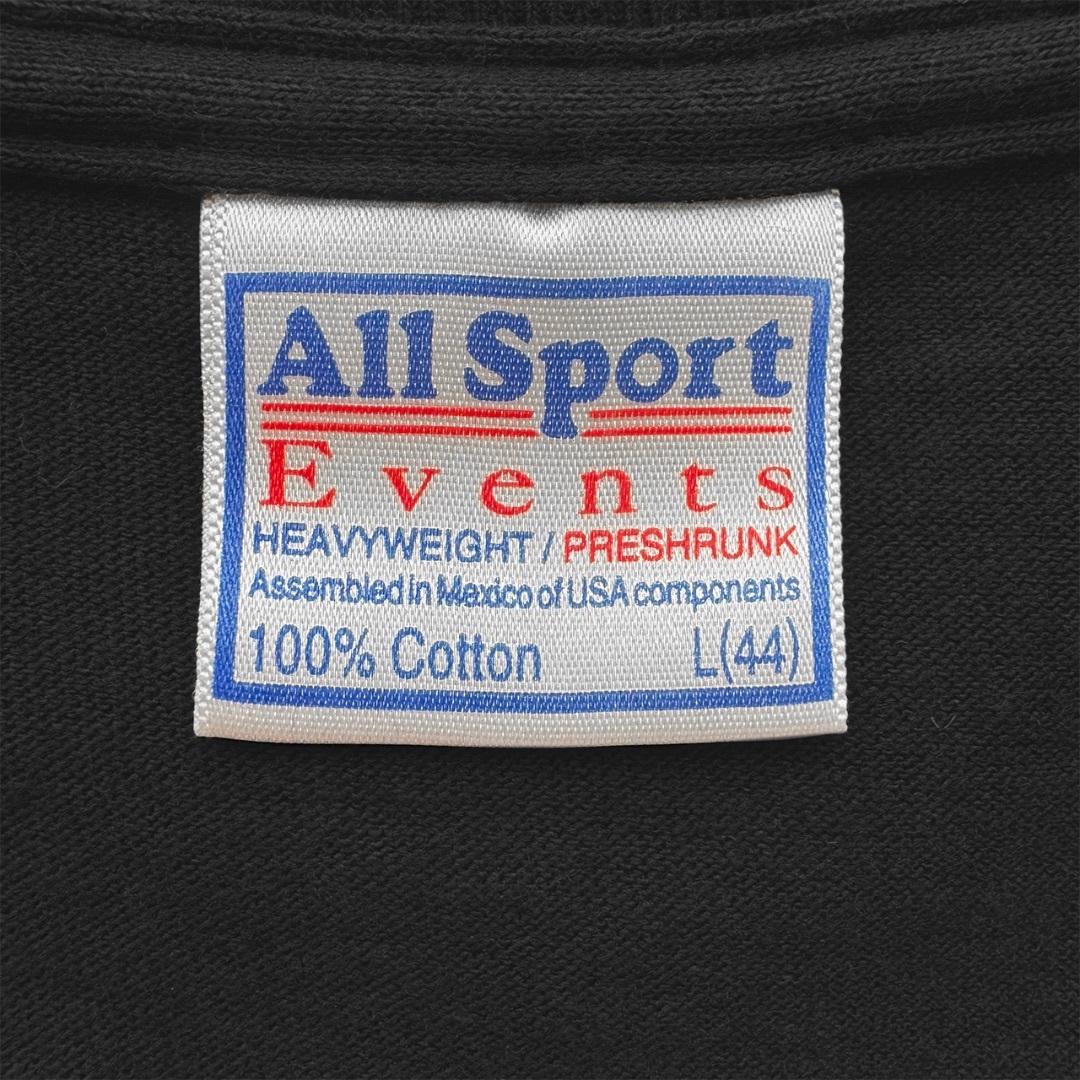 All Sport
Events
HEAVYWEIGHT / PRESHRUNK
Assembled in Mexico of USA components
100% Cotton L(44)